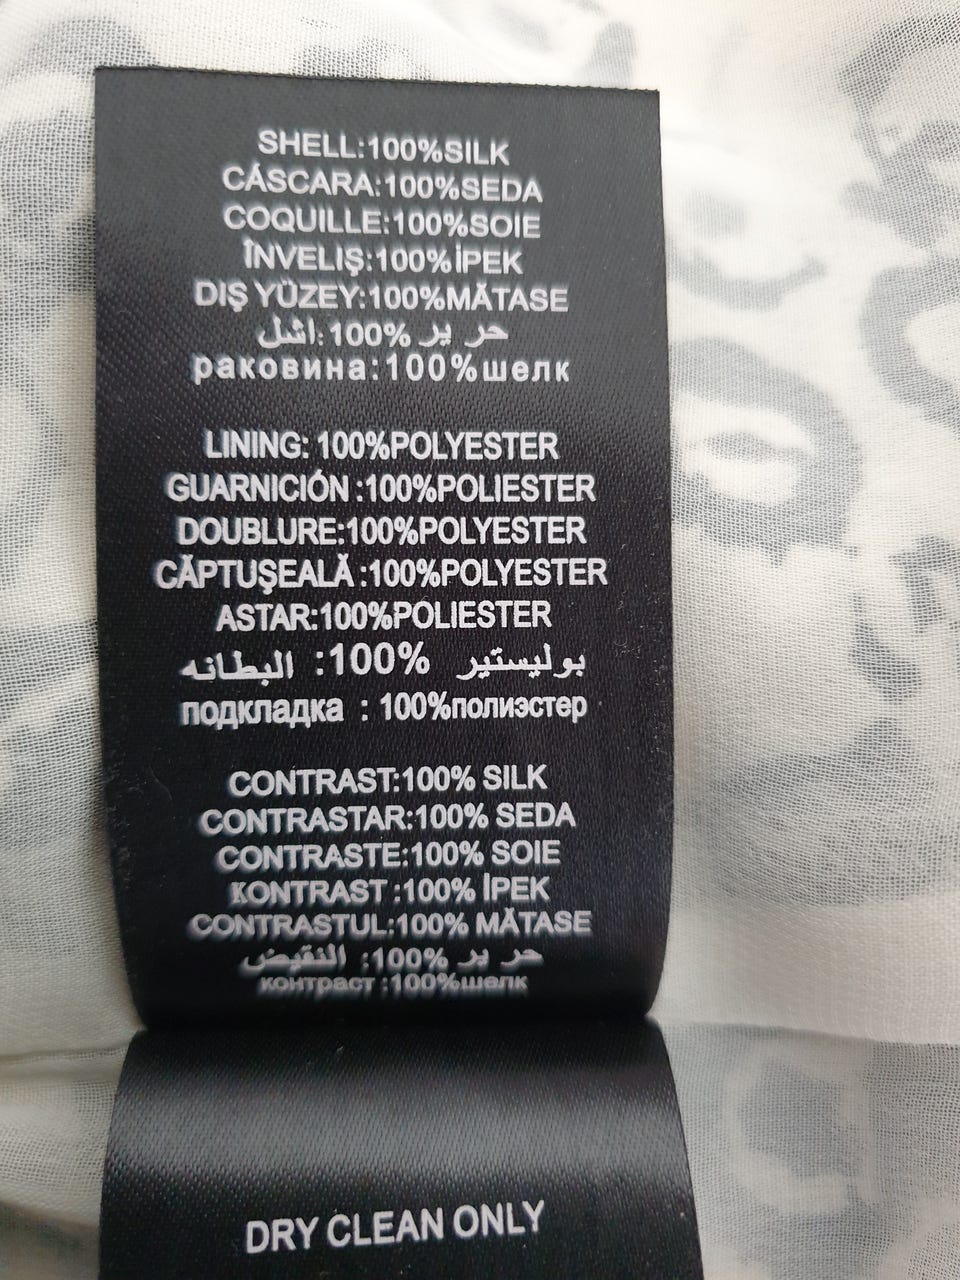 SHELL:100%SILK
CÁSCARA:100%SEDA
COQUILLE:100%SOIE
ÎNVELIŞ:100%İPEK
DIŞ YÜZEY:100%MĂTASE
حر ير 100%:اشل
раковина:100%шелк
LINING: 100%POLYESTER
GUARNICIÓN :100%POLIESTER
DOUBLURE:100%POLYESTER
CĂPTUŞEALĂ :100%POLYESTER
ASTAR:100%POLIESTER
بوليستير 100%: البطانه
подкладка : 100%полиэстер
CONTRAST:100% SILK
CONTRASTAR:100% SEDA
CONTRASTE:100% SOIE
KONTRAST :100% İPEK
CONTRASTUL:100% MĂTASE
حر ير 100%: النقيض
контраст :100%шелк
DRY CLEAN ONLY